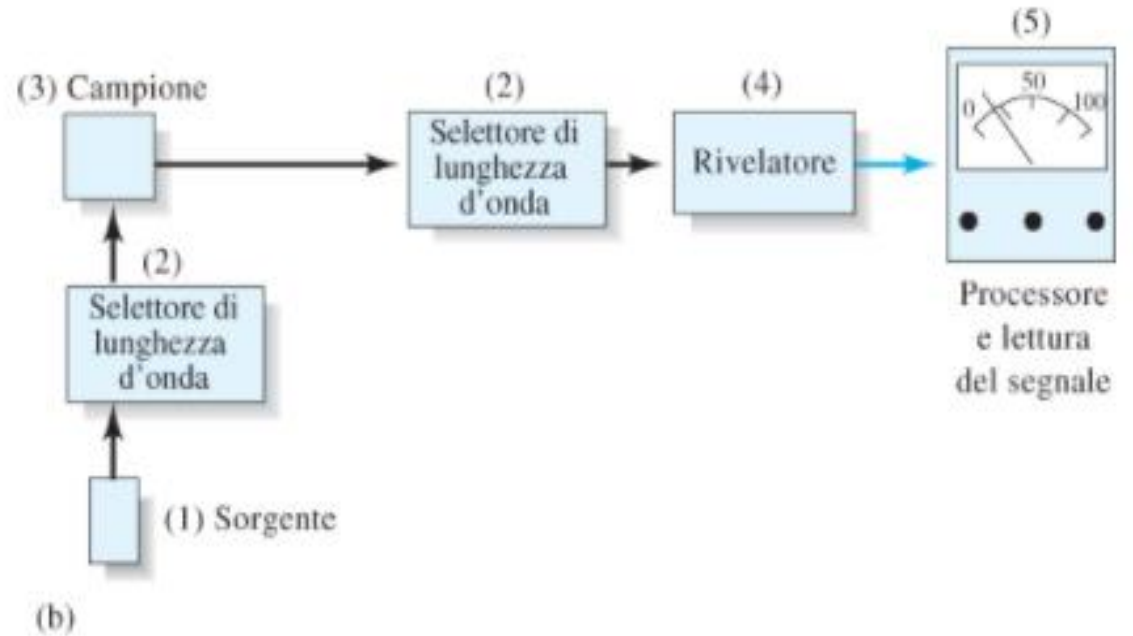 (5)
(3) Campione
(2)
(4)
0
50
100
Selettore di
lunghezza
d'onda
Rivelatore
(2)
Selettore di
lunghezza
d'onda
Processore
e lettura
del segnale
(1) Sorgente
(b)